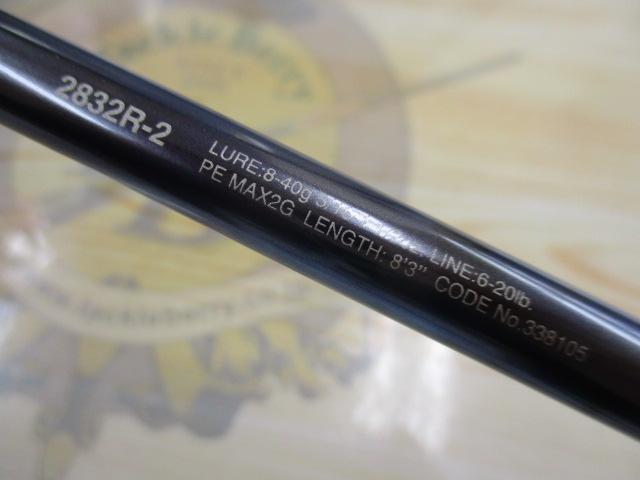 2832R-2
LURE:8-40g LINE:6-20lb.
PE MAX2G LENGTH: 8'3" CODE No.338105